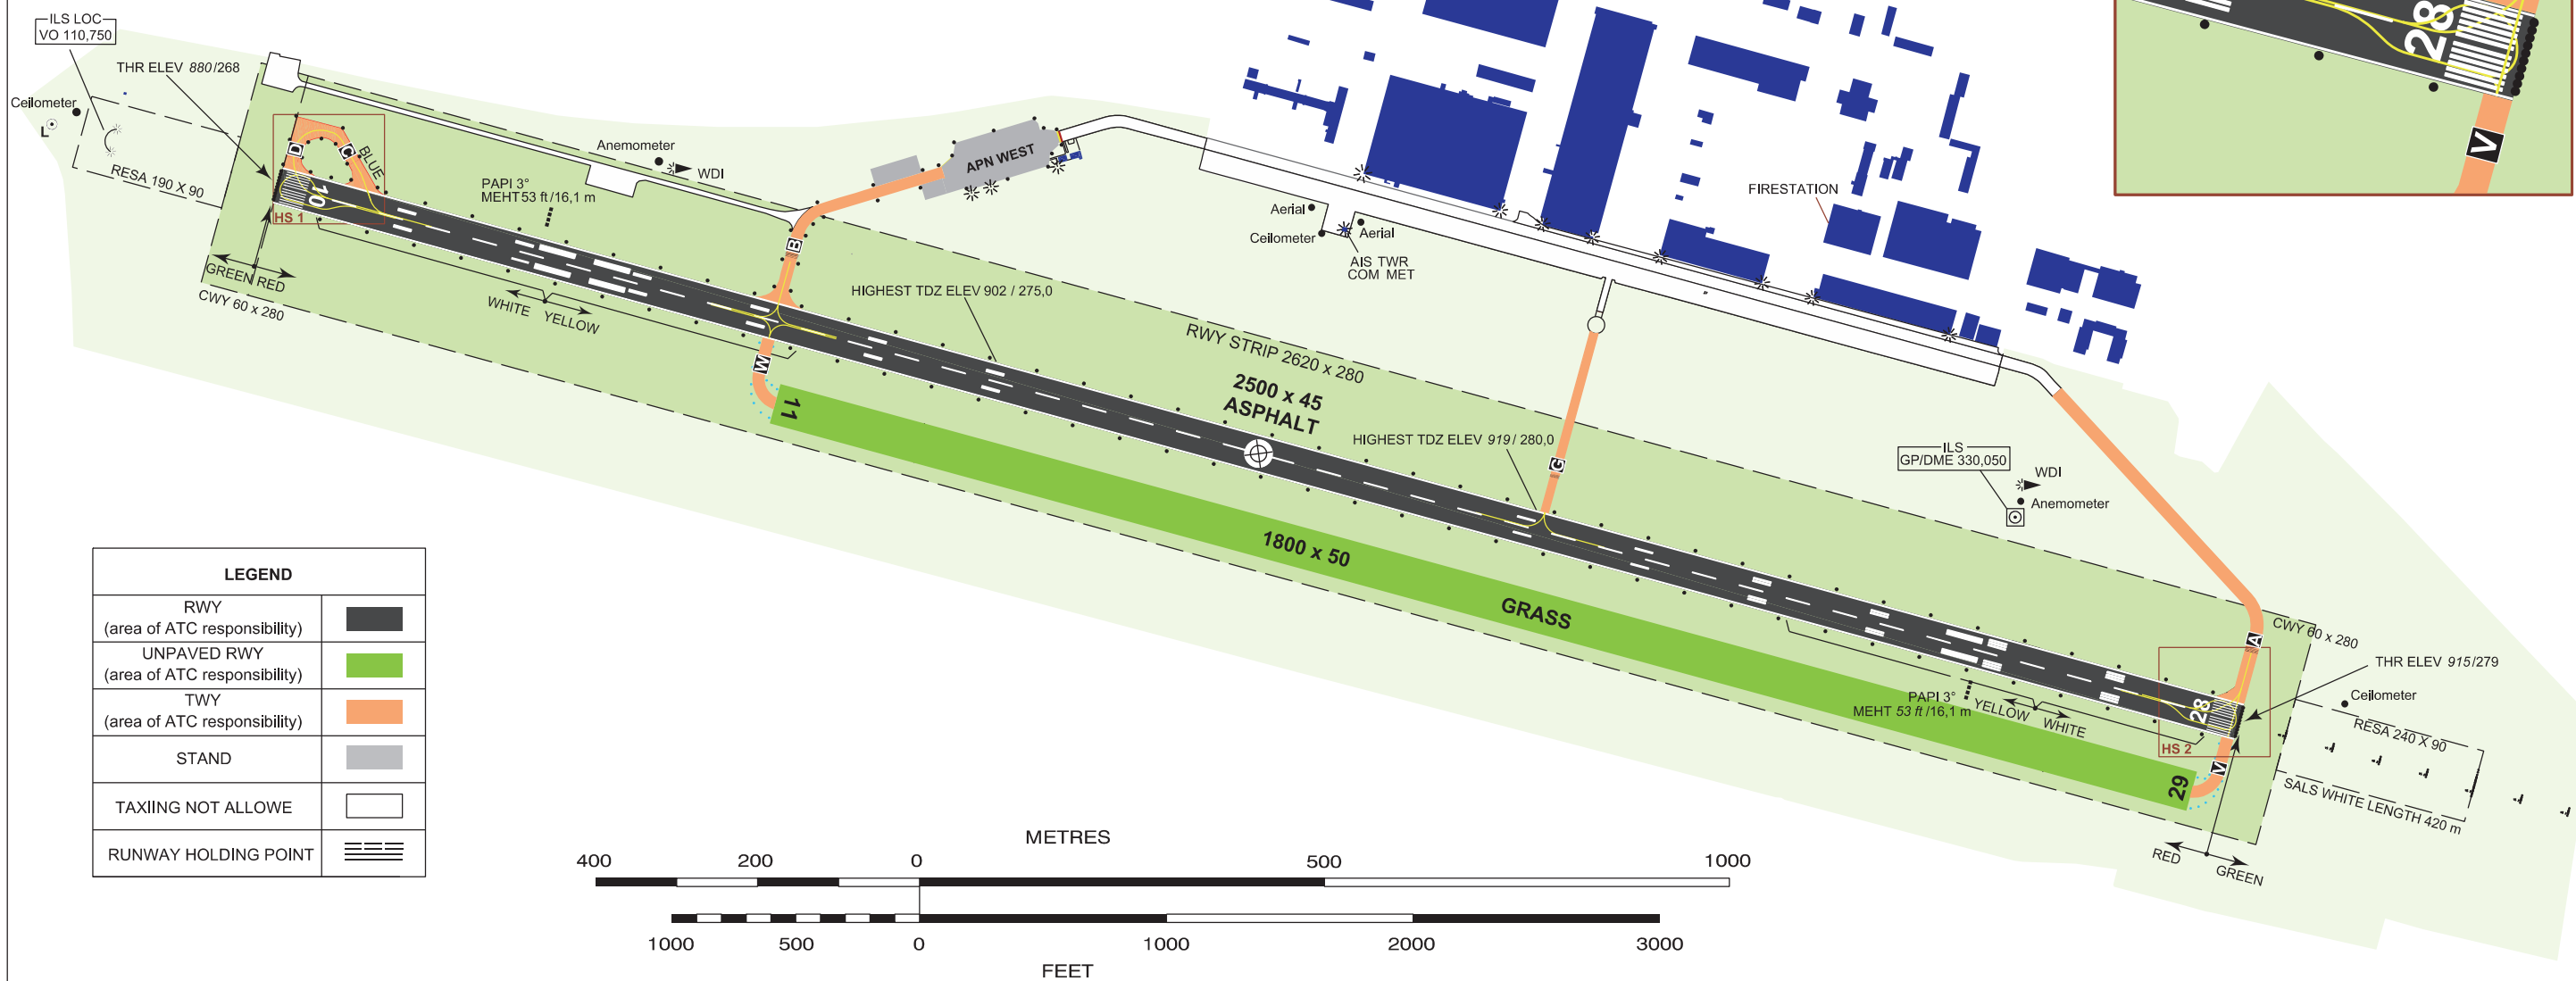 ILS LOC
VO 110,750
THR ELEV 880/268
Ceilometer
L
RESA 190 X 90
D
C
BLUE
10
HS 1
GREEN RED
CWY 60 x 280
PAPI 3°
MEHT53 ft/16,1 m
Anemometer
WDI
WHITE YELLOW
B
W
11
APN WEST
HIGHEST TDZ ELEV 902 / 275,0
RWY STRIP 2620 x 280
2500 x 45
ASPHALT
Aerial
Ceilometer
Aerial
AIS TWR
COM MET
FIRESTATION
HIGHEST TDZ ELEV 919/ 280,0
G
1800 x 50
GRASS
ILS
GP/DME 330,050
WDI
Anemometer
A
CWY 60 x 280
THR ELEV 915/279
Ceilometer
RESA 240 X 90
SALS WHITE LENGTH 420 m
PAPI 3°
MEHT 53 ft /16,1 m
YELLOW WHITE
28
HS 2
V
29
RED GREEN
28
V
LEGEND
RWY
(area of ATC responsibility)
UNPAVED RWY
(area of ATC responsibility)
TWY
(area of ATC responsibility)
STAND
TAXIING NOT ALLOWE
RUNWAY HOLDING POINT
METRES
400 200 0 500 1000
1000 500 0 1000 2000 3000
FEET